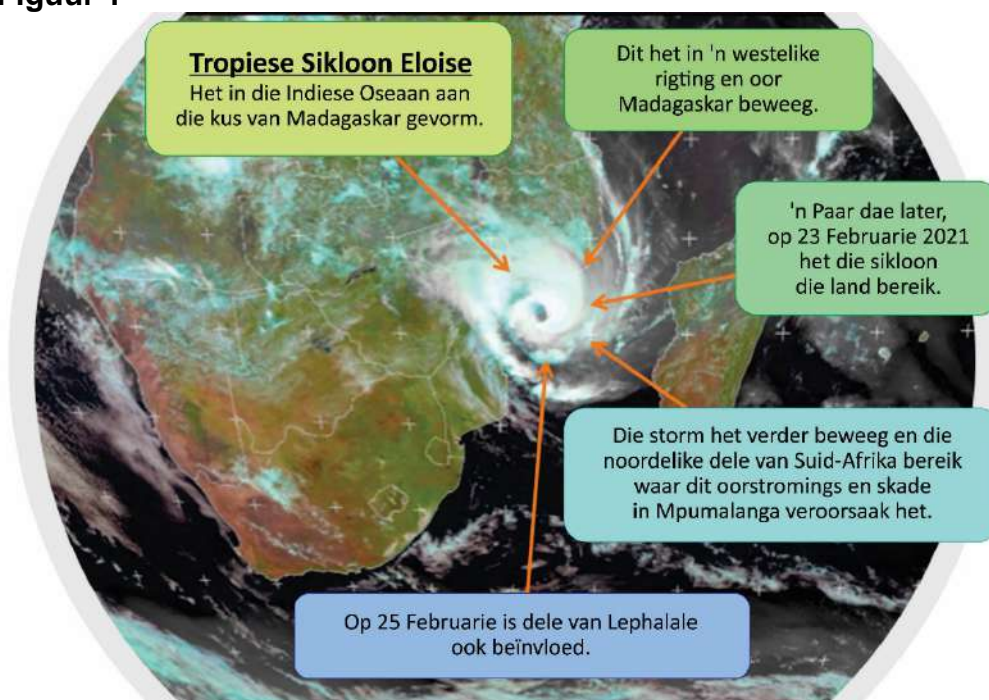 Tropiese Sikloon Eloise
Het in die Indiese Oseaan aan
die kus van Madagaskar gevorm.
Dit het in 'n westelike
rigting en oor
Madagaskar beweeg.
'n Paar dae later,
op 23 Februarie 2021
het die sikloon
die land bereik.
Die storm het verder beweeg en die
noordelike dele van Suid-Afrika bereik
waar dit oorstromings en skade
in Mpumalanga veroorsaak het.
Op 25 Februarie is dele van Lephalale
ook beïnvloed.